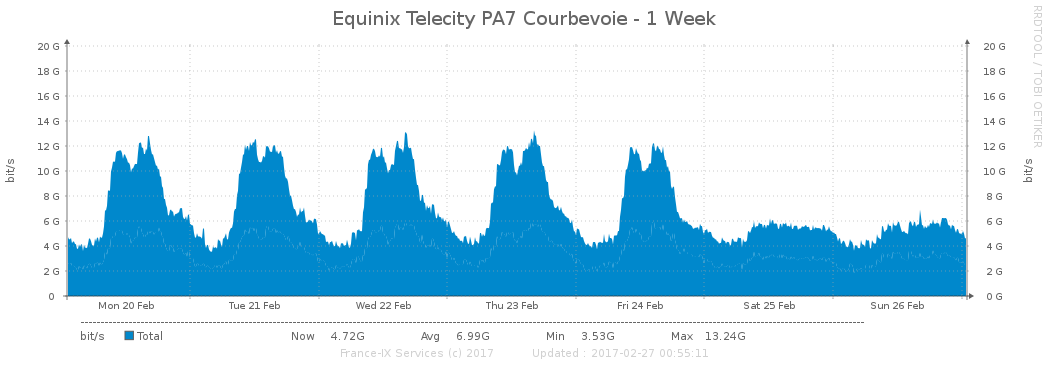 Equinix Telecity PA7 Courbevoie - 1 Week
RRDTOOL / TOBI OETIKER
20 G 20 G
18 G 18 G
16 G 16 G
14 G 14 G
12 G 12 G
10 G 10 G
8 G 8 G
6 G 6 G
4 G 4 G
2 G 2 G
0 0 G
bit/s
bit/s
Mon 20 Feb Tue 21 Feb Wed 22 Feb Thu 23 Feb Fri 24 Feb Sat 25 Feb Sun 26 Feb
bit/s Total Now 4.72G Avg 6.99G Min 3.53G Max 13.24G
France-IX Services (c) 2017 Updated : 2017-02-27 00:55:11